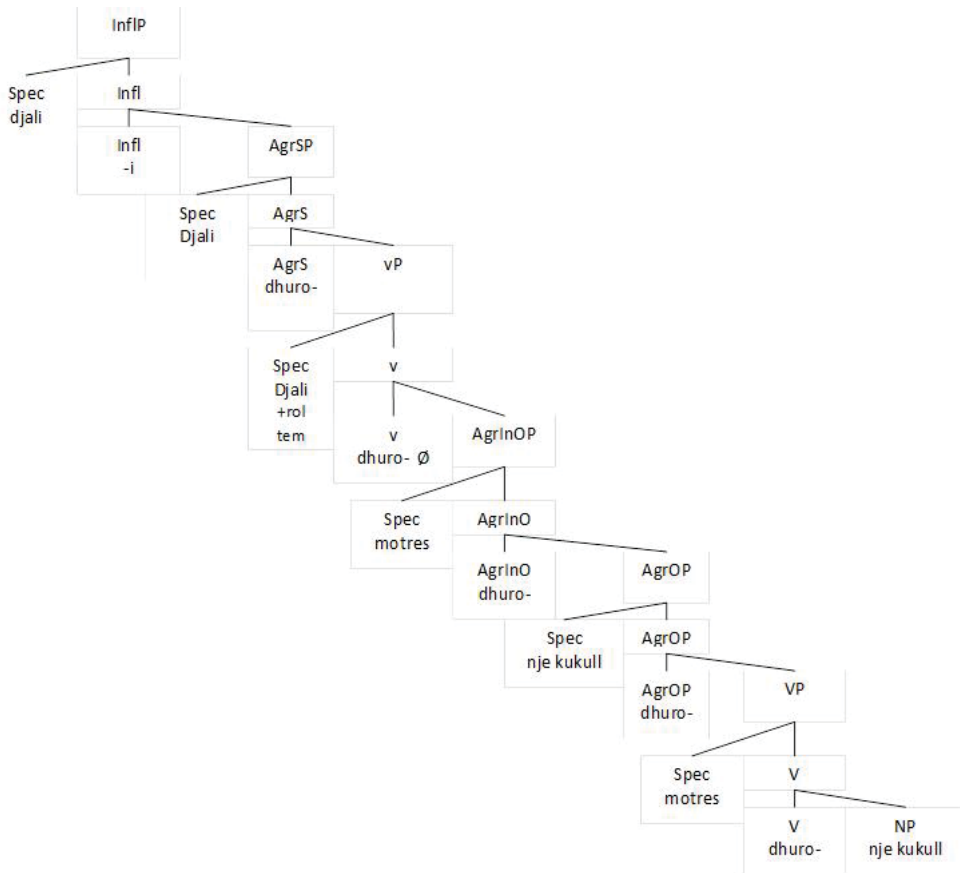 InflP
Spec
djali
Infl
Infl
-i
AgrSP
Spec
Djali
AgrS
AgrS
dhuro-
vP
Spec
Djali
+rol
tem
v
v
dhuro- Ø
AgrInOP
Spec
motres
AgrInO
AgrInO
dhuro-
AgrOP
Spec
nje kukull
AgrOP
AgrOP
dhuro-
VP
Spec
motres
V
V
dhuro-
NP
nje kukull